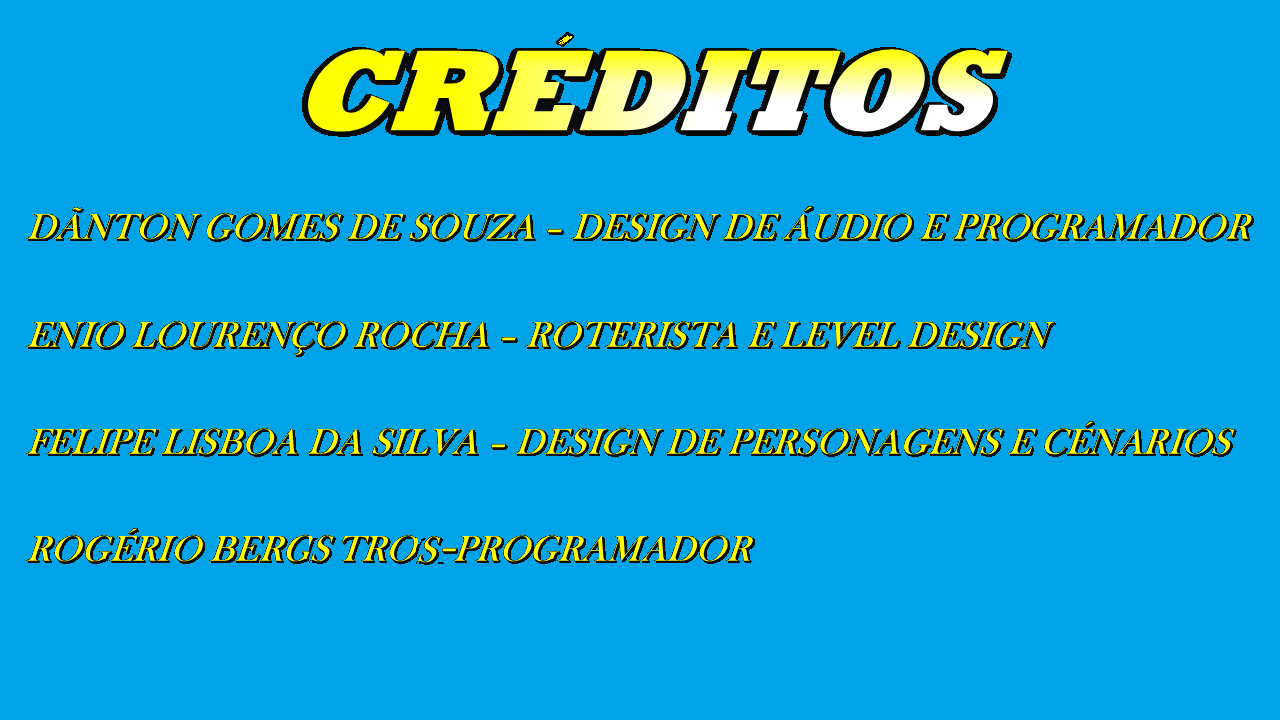 CRÉDITOS
DÃNTON GOMES DE SOUZA - DESIGN DE ÁUDIO E PROGRAMADOR
ENIO LOURENÇO ROCHA - ROTERISTA E LEVEL DESIGN
FELIPE LISBOA DA SILVA - DESIGN DE PERSONAGENS E CÉNARIOS
ROGÉRIO BERGS TROS-PROGRAMADOR